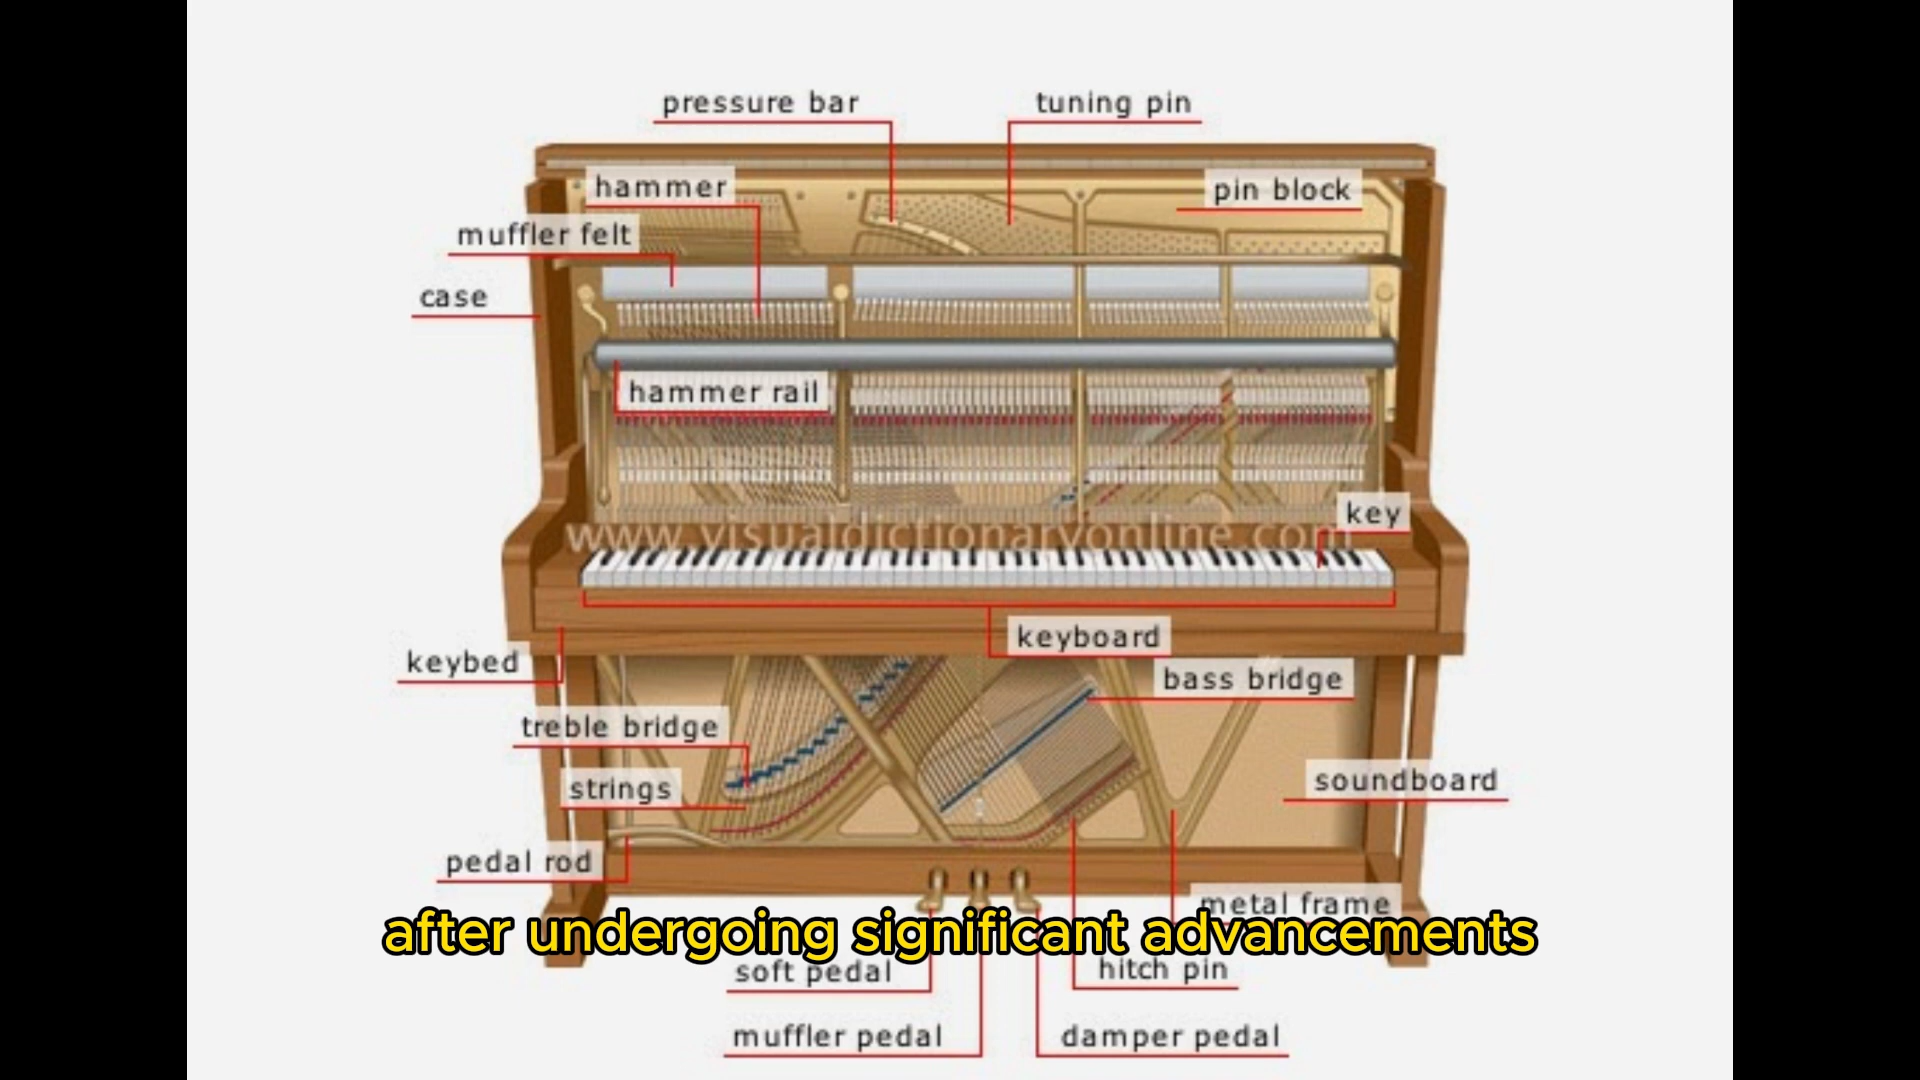 pressure bar
tuning pin
hammer
pin block
muffler felt
case
hammer rail
key
www.visualdictionaryonline.com
keyboard
keybed
bass bridge
treble bridge
strings
soundboard
pedal rod
metal frame
after undergoing significant advancements
soft pedal
hitch pin
muffler pedal
damper pedal